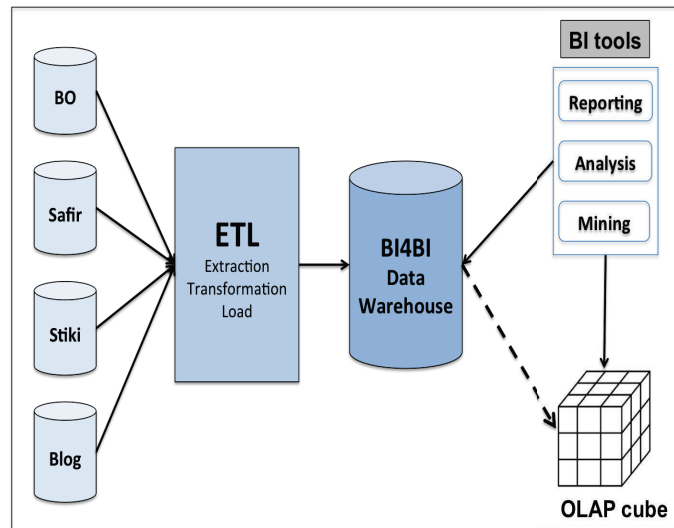 BO
Safir
Stiki
Blog
ETL
Extraction
Transformation
Load
BI4BI
Data
Warehouse
BI tools
Reporting
Analysis
Mining
OLAP cube